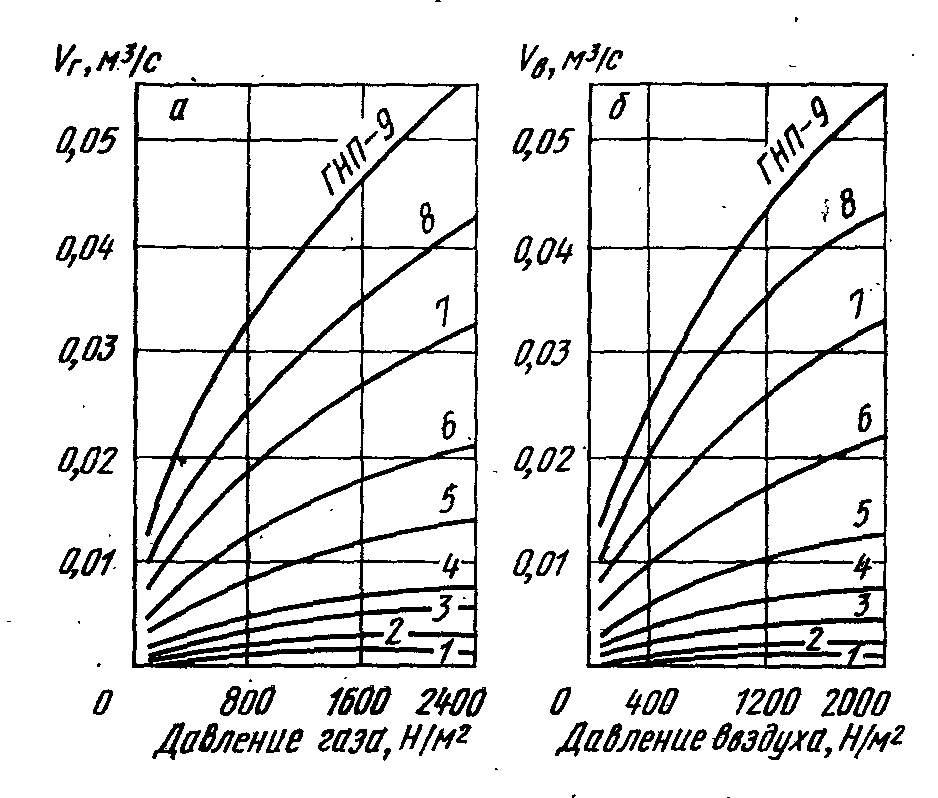 Vг, м³/с
а
0,05
0,04
0,03
0,02
0,01
ГНП-9
8
7
6
5
4
3
2
1
0 800 1600 2400
Давление газа, Н/м²
Vв, м³/с
б
0,05
0,04
0,03
0,02
0,01
ГНП-9
8
7
6
5
4
3
2
1
0 400 1200 2000
Давление воздуха, Н/м²